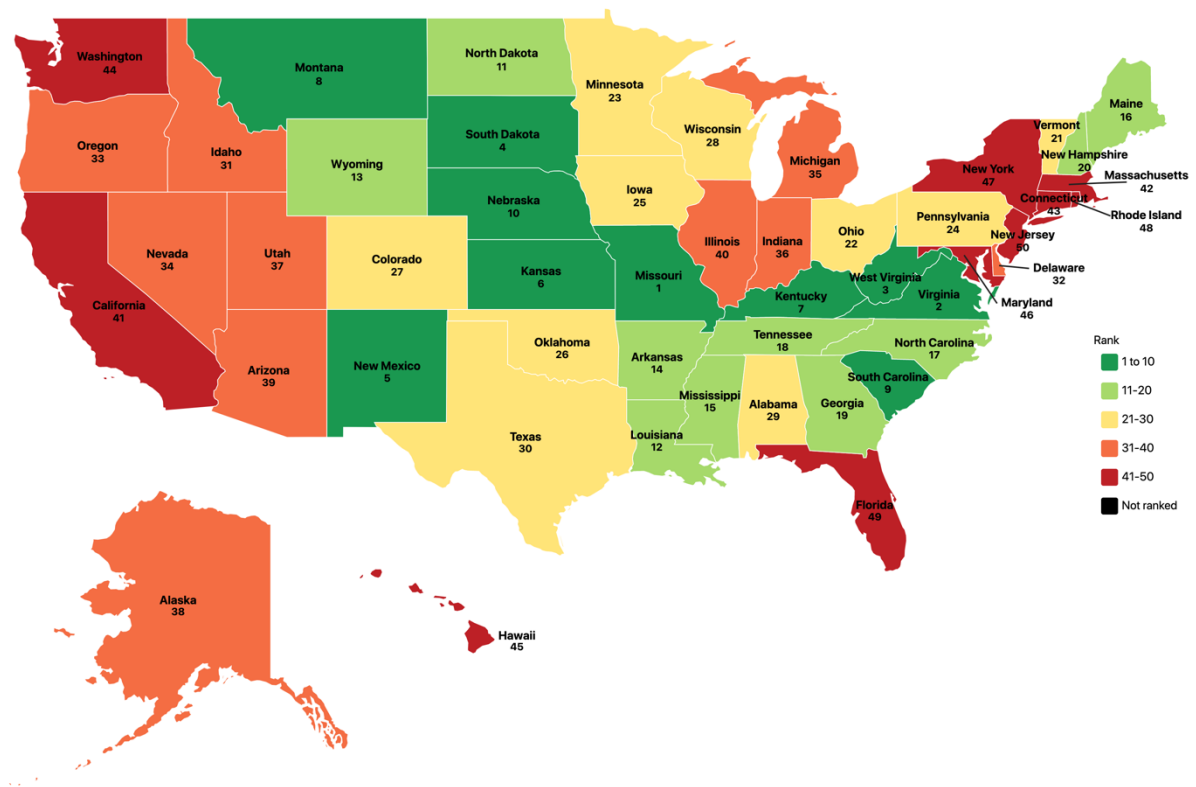 Washington
44
Montana
8
North Dakota
11
Minnesota
23
Oregon
33
Idaho
31
Wyoming
13
South Dakota
4
Wisconsin
28
Michigan
35
Vermont
21
Maine
16
New Hampshire
20
New York
47
Massachusetts
42
Connecticut
43
Rhode Island
48
Nebraska
10
Iowa
25
Pennsylvania
24
New Jersey
50
Nevada
34
Utah
37
Colorado
27
Kansas
6
Missouri
1
Illinois
40
Indiana
36
Ohio
22
West Virginia
3
Virginia
2
Delaware
32
Maryland
46
California
41
Kentucky
7
Arizona
39
New Mexico
5
Oklahoma
26
Arkansas
14
Tennessee
18
North Carolina
17
South Carolina
9
Mississippi
15
Alabama
29
Georgia
19
Texas
30
Louisiana
12
Florida
49
Alaska
38
Hawaii
45
Rank
1 to 10
11-20
21-30
31-40
41-50
Not ranked